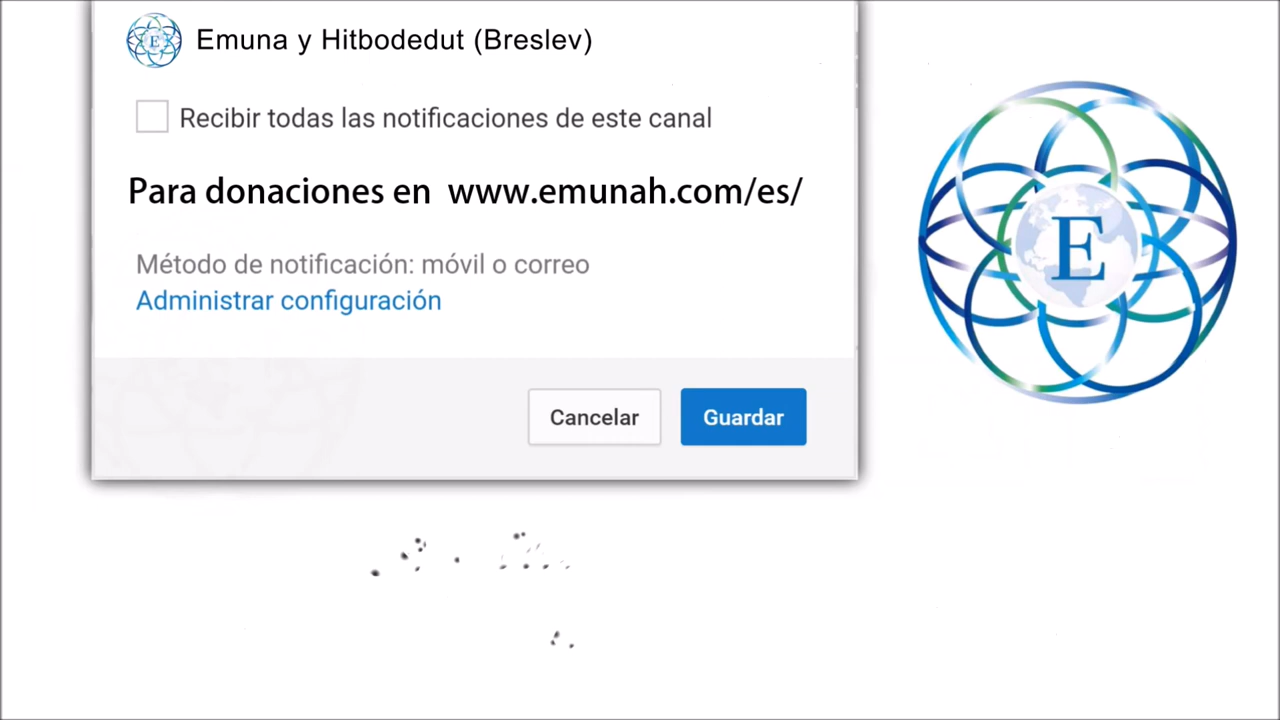 Emuna y Hitbodedut (Breslev)
Recibir todas las notificaciones de este canal
Para donaciones en www.emunah.com/es/
Método de notificación: móvil o correo
Administrar configuración
Cancelar
Guardar
E